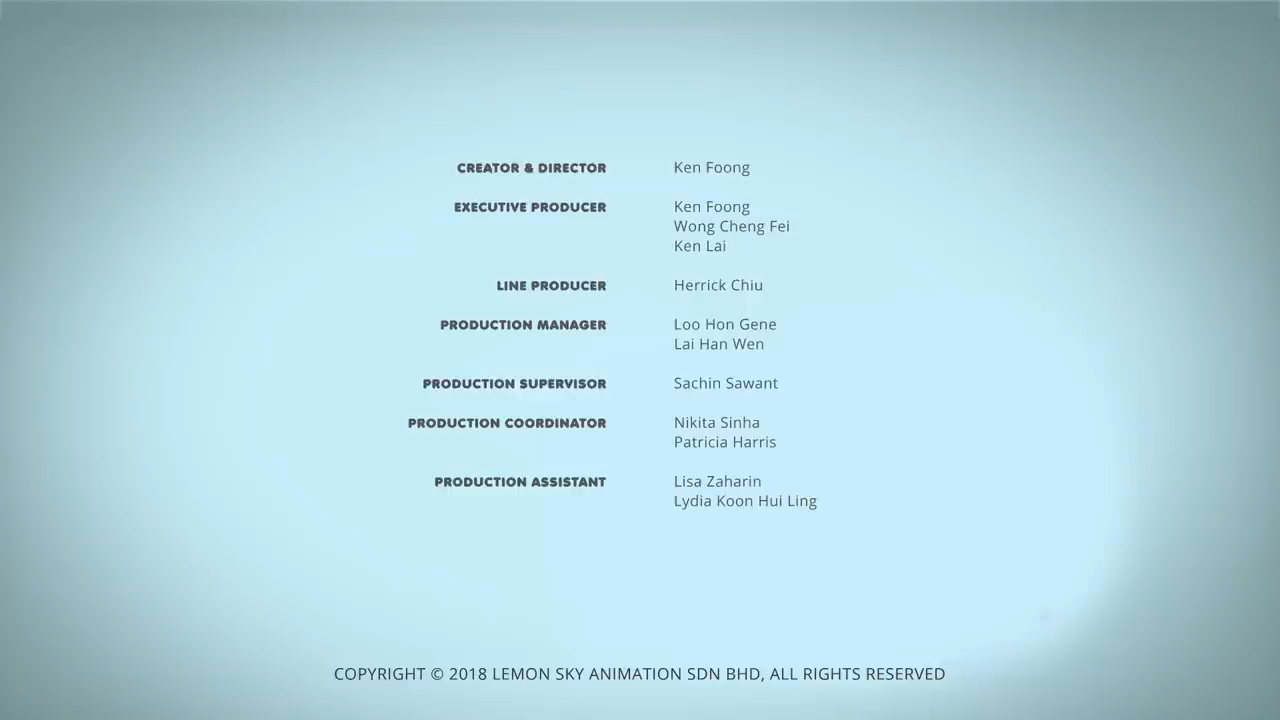 CREATOR & DIRECTOR Ken Foong
EXECUTIVE PRODUCER Ken Foong
Wong Cheng Fei
Ken Lai
LINE PRODUCER Herrick Chiu
PRODUCTION MANAGER Loo Hon Gene
Lai Han Wen
PRODUCTION SUPERVISOR Sachin Sawant
PRODUCTION COORDINATOR Nikita Sinha
Patricia Harris
PRODUCTION ASSISTANT Lisa Zaharin
Lydia Koon Hui Ling
COPYRIGHT © 2018 LEMON SKY ANIMATION SDN BHD, ALL RIGHTS RESERVED